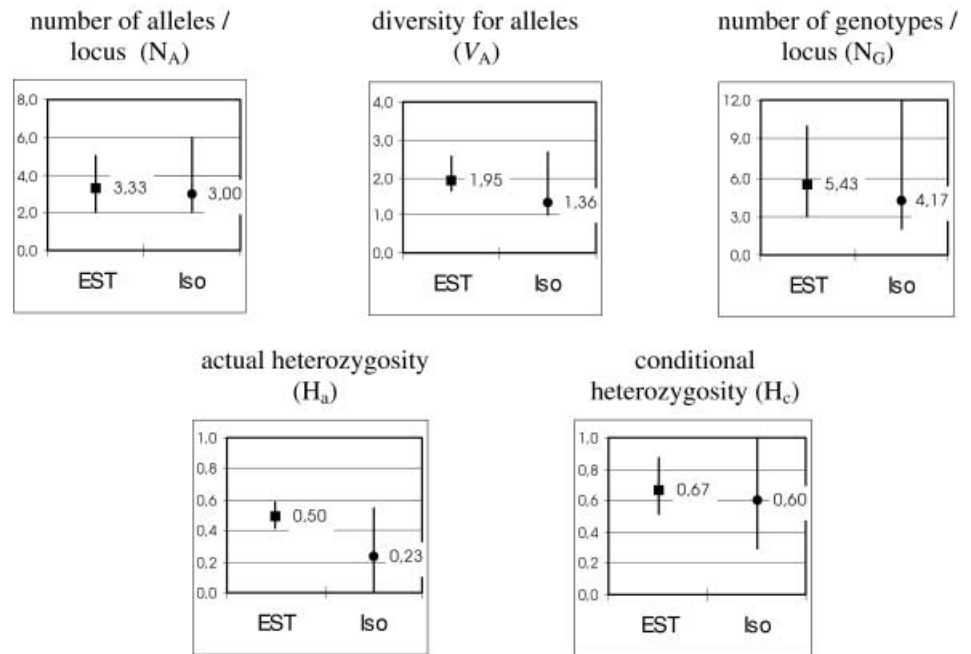 number of alleles /
locus (N_A)
8,0
6,0
4,0
2,0
0,0
3,33
3,00
EST Iso
diversity for alleles
(V_A)
4,0
3,0
2,0
1,0
0,0
1,95
1,36
EST Iso
number of genotypes /
locus (N_G)
12,0
9,0
6,0
3,0
0,0
5,43
4,17
EST Iso
actual heterozygosity
(H_a)
1,0
0,8
0,6
0,4
0,2
0,0
0,50
0,23
EST Iso
conditional
heterozygosity (H_c)
1,0
0,8
0,6
0,4
0,2
0,0
0,67
0,60
EST Iso